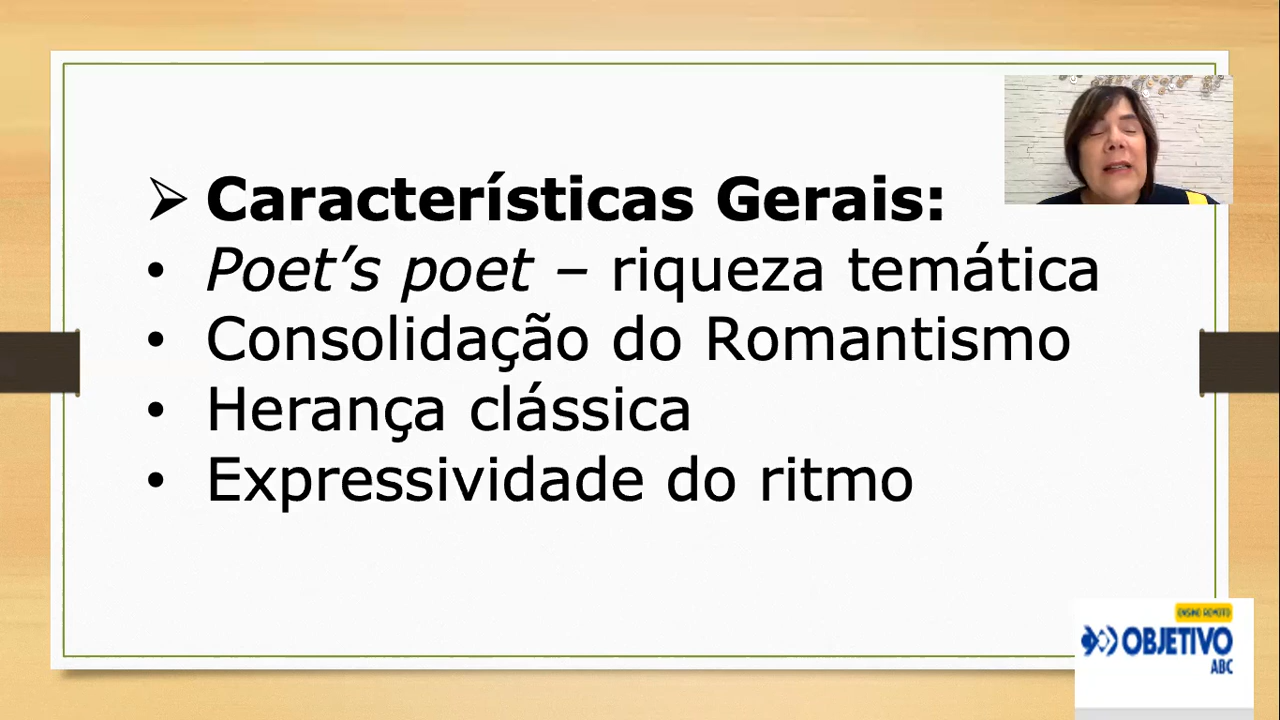 Características Gerais:
Poet’s poet – riqueza temática
Consolidação do Romantismo
Herança clássica
Expressividade do ritmo
ENSINO REMOTO
OBJETIVO
ABC